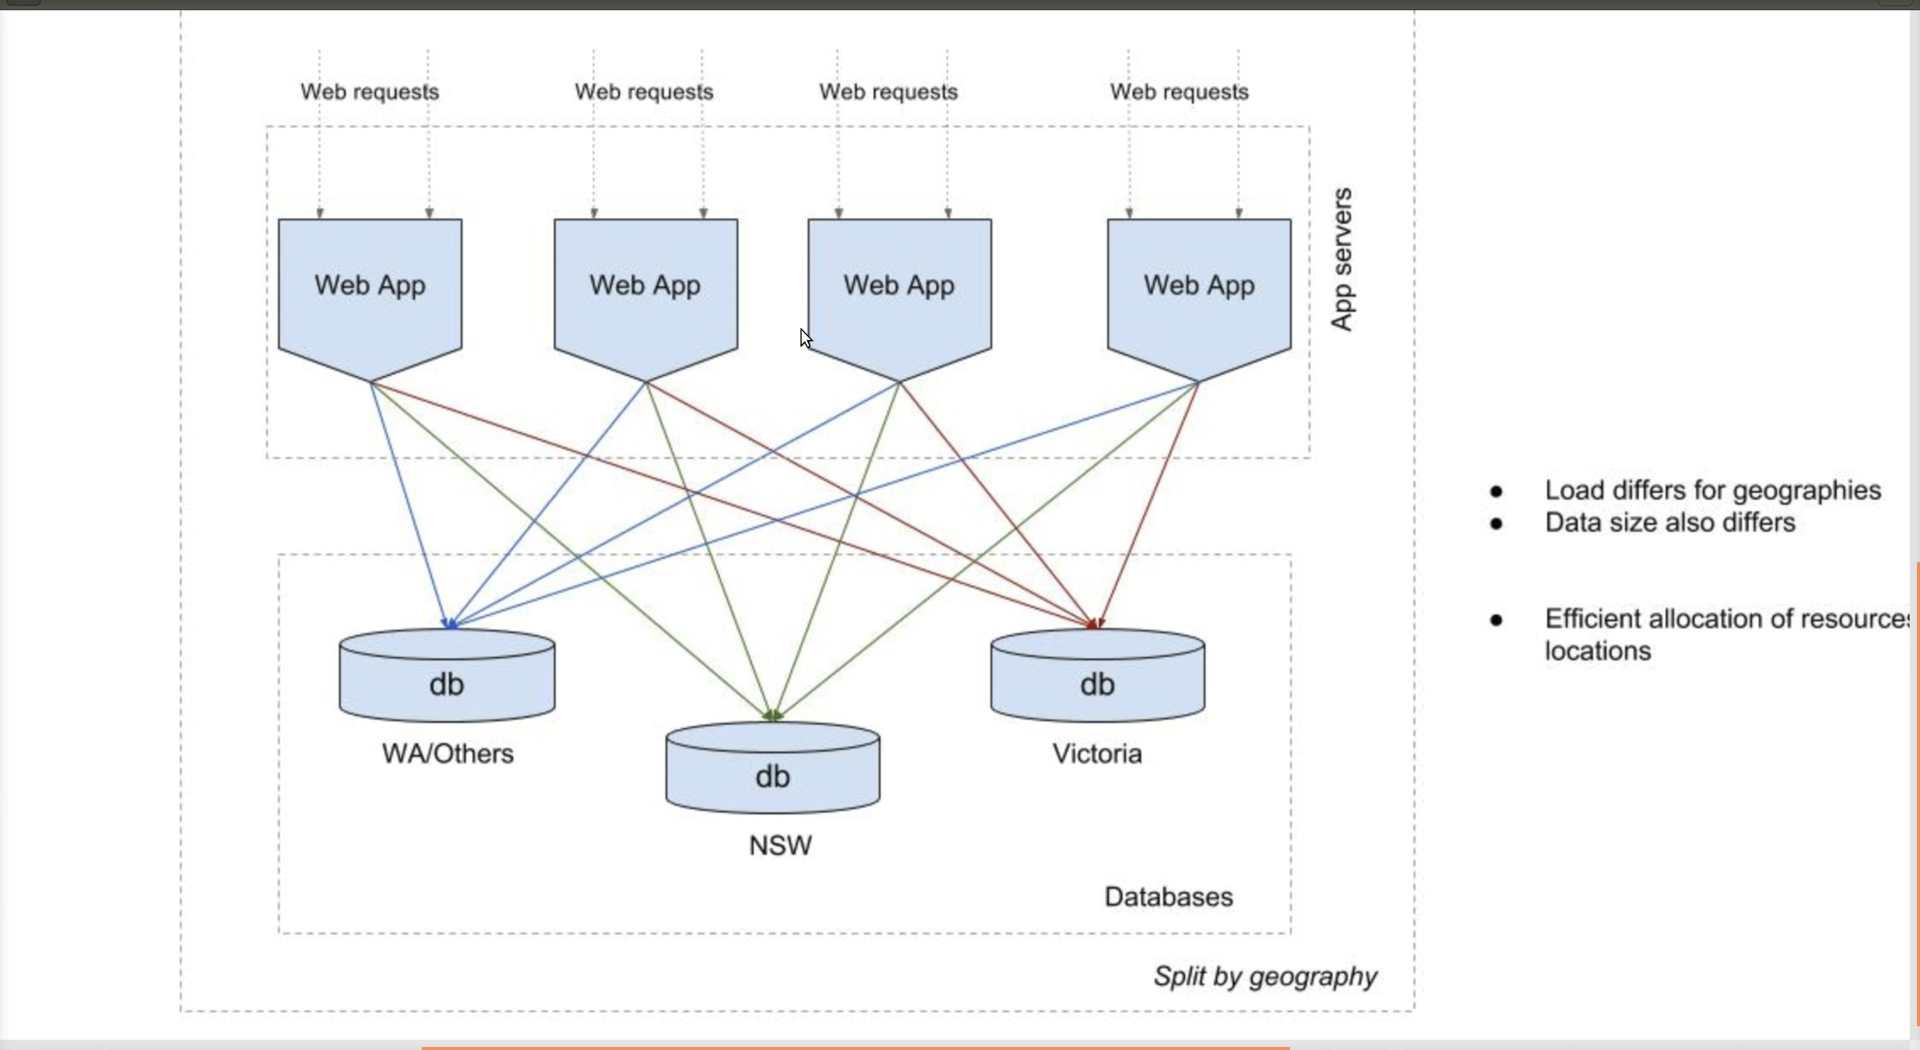 Web requests
Web requests
Web requests
Web requests
Web App
Web App
Web App
Web App
App servers
Load differs for geographies
Data size also differs
Efficient allocation of resources
locations
db
WA/Others
db
NSW
db
Victoria
Databases
Split by geography